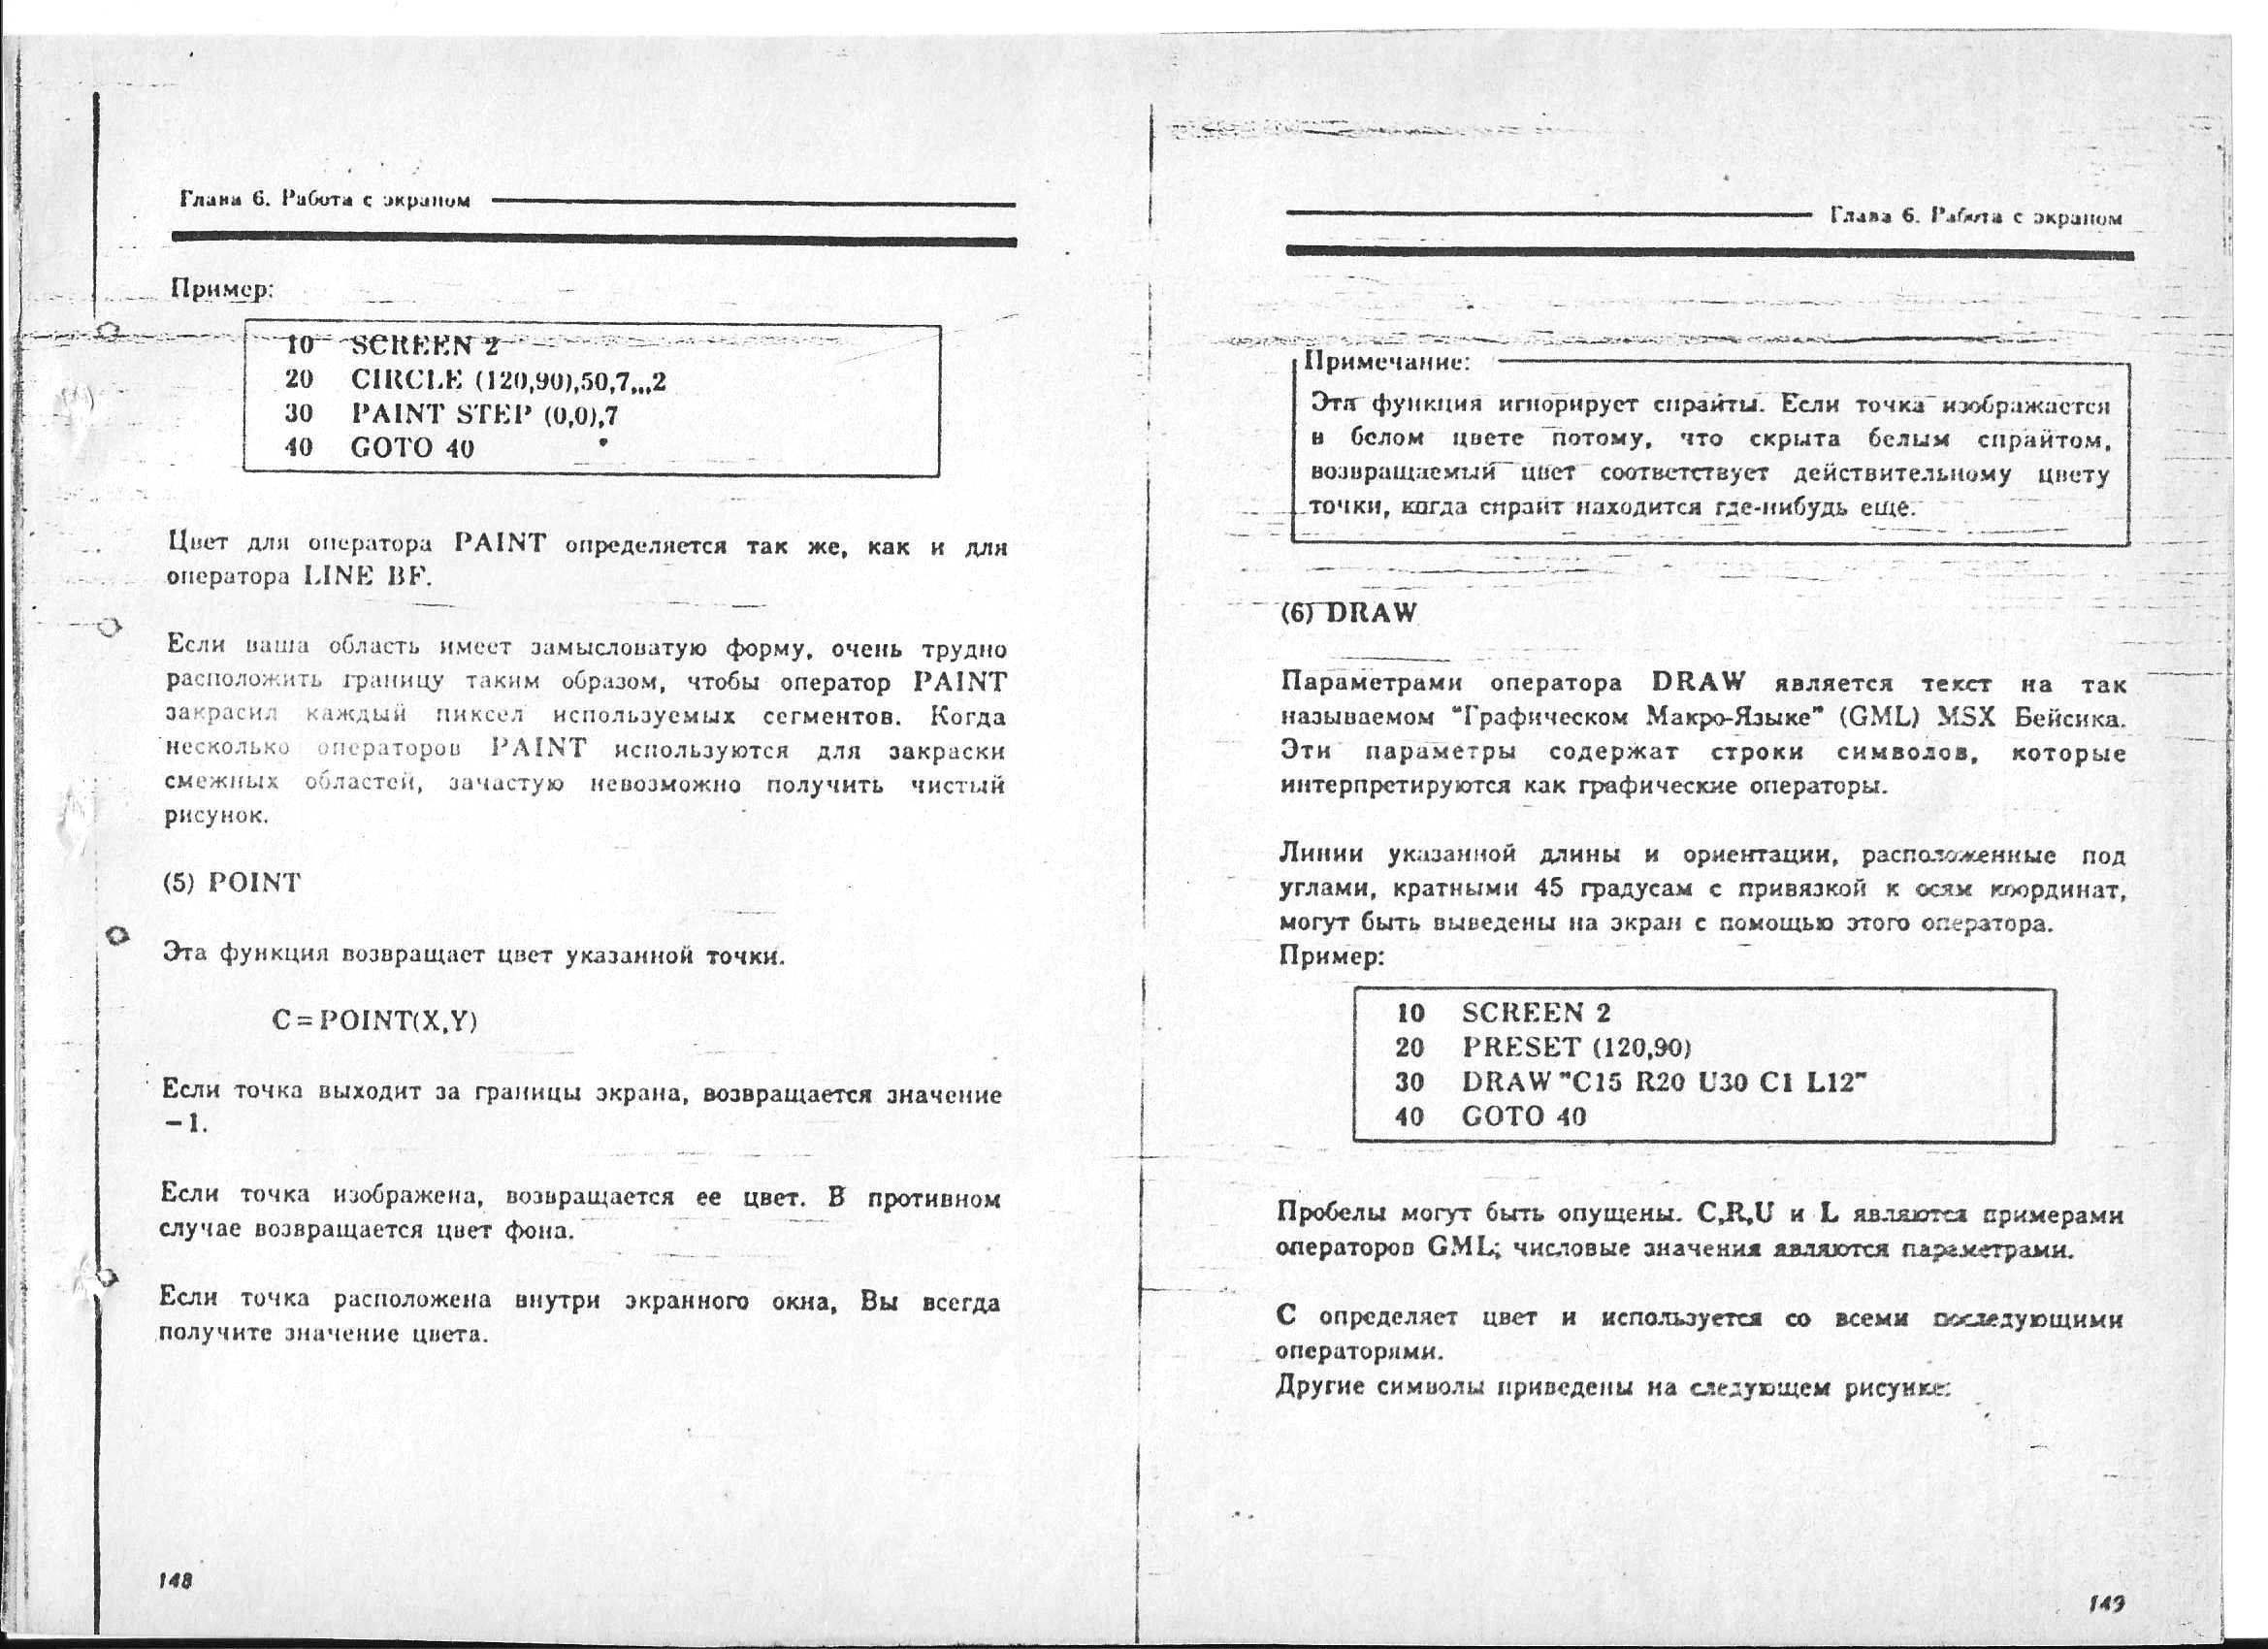 Глава 6. Работа с экраном
Пример:
10 SCREEN 2
20 CIRCLE (120,90),50,7,,,2
30 PAINT STEP (0,0),7
40 GOTO 40
Цвет для оператора PAINT определяется так же, как и для
оператора LINE BF.
Если ваша область имеет замысловатую форму, очень трудно
расположить границу таким образом, чтобы оператор PAINT
закрасил каждый пиксел используемых сегментов. Когда
несколько операторов PAINT используются для закраски
смежных областей, зачастую невозможно получить чистый
рисунок.
(5) POINT
Эта функция возвращает цвет указанной точки.
C=POINT(X,Y)
Если точка выходит за границы экрана, возвращается значение
-1.
Если точка изображена, возвращается ее цвет. В противном
случае возвращается цвет фона.
Если точка расположена внутри экранного окна, Вы всегда
получите значение цвета.
148
Глава 6. Работа с экраном
Примечание:
Эта функция игнорирует спрайты. Если точка изображается
в белом цвете потому, что скрыта белым спрайтом,
возвращаемый цвет соответствует действительному цвету
точки, когда спрайт находится где-нибудь еще.
(6) DRAW
Параметрами оператора DRAW является текст на так
называемом "Графическом Макро-Языке" (GML) MSX Бейсика.
Эти параметры содержат строки символов, которые
интерпретируются как графические операторы.
Линии указанной длины и ориентации, расположенные под
углами, кратными 45 градусам с привязкой к осям координат,
могут быть выведены на экран с помощью этого оператора.
Пример:
10 SCREEN 2
20 PRESET (120,90)
30 DRAW "C15 R20 U30 C1 L12"
40 GOTO 40
Пробелы могут быть опущены. C,R,U и L являются примерами
операторов GML; числовые значения являются параметрами.
C определяет цвет и используется со всеми последующими
операторями.
Другие символы приведены на следующем рисунке:
149